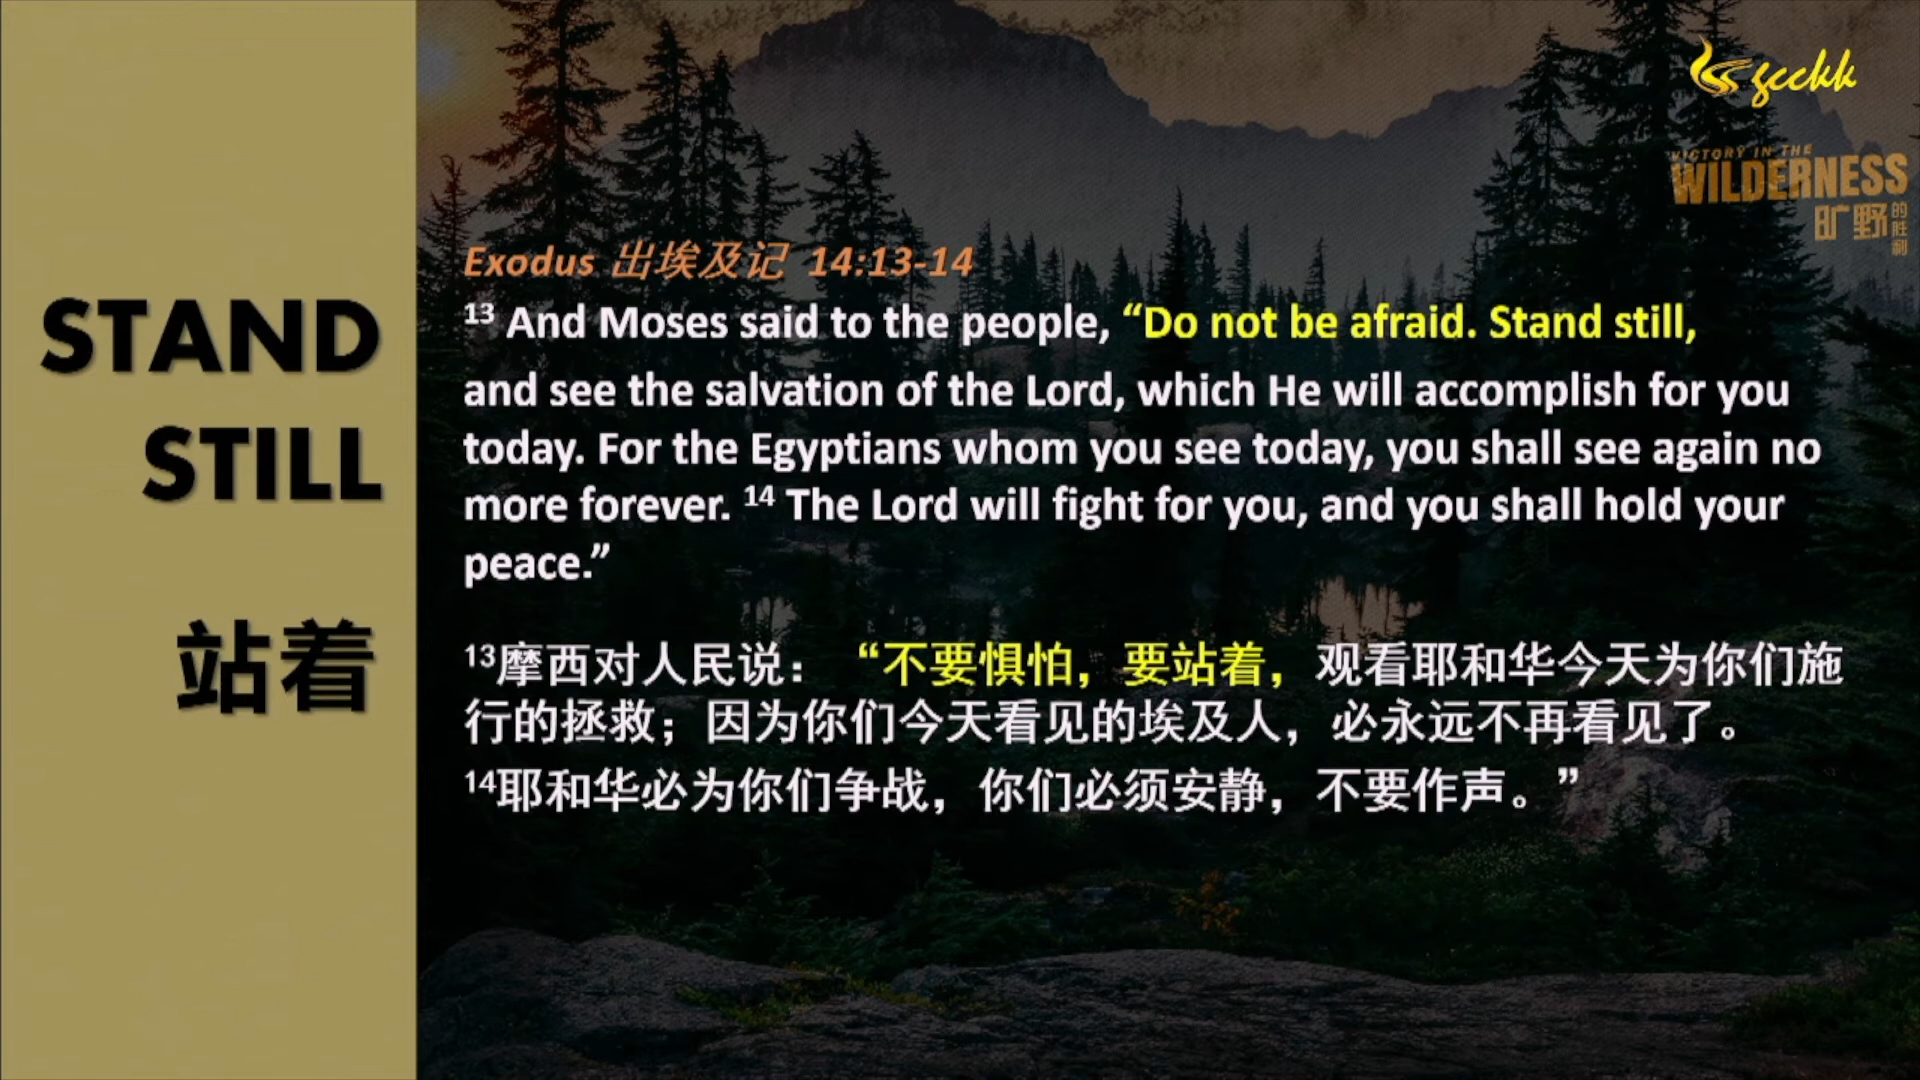 STAND
STILL
站着
gcckk
VICTORY IN THE
WILDERNESS
旷野的胜利
Exodus 出埃及记 14:13-14
13 And Moses said to the people, “Do not be afraid. Stand still,
and see the salvation of the Lord, which He will accomplish for you
today. For the Egyptians whom you see today, you shall see again no
more forever. 14 The Lord will fight for you, and you shall hold your
peace.”
13摩西对人民说： “不要惧怕，要站着，观看耶和华今天为你们施
行的拯救；因为你们今天看见的埃及人，必永远不再看见了。
14耶和华必为你们争战，你们必须安静，不要作声。”